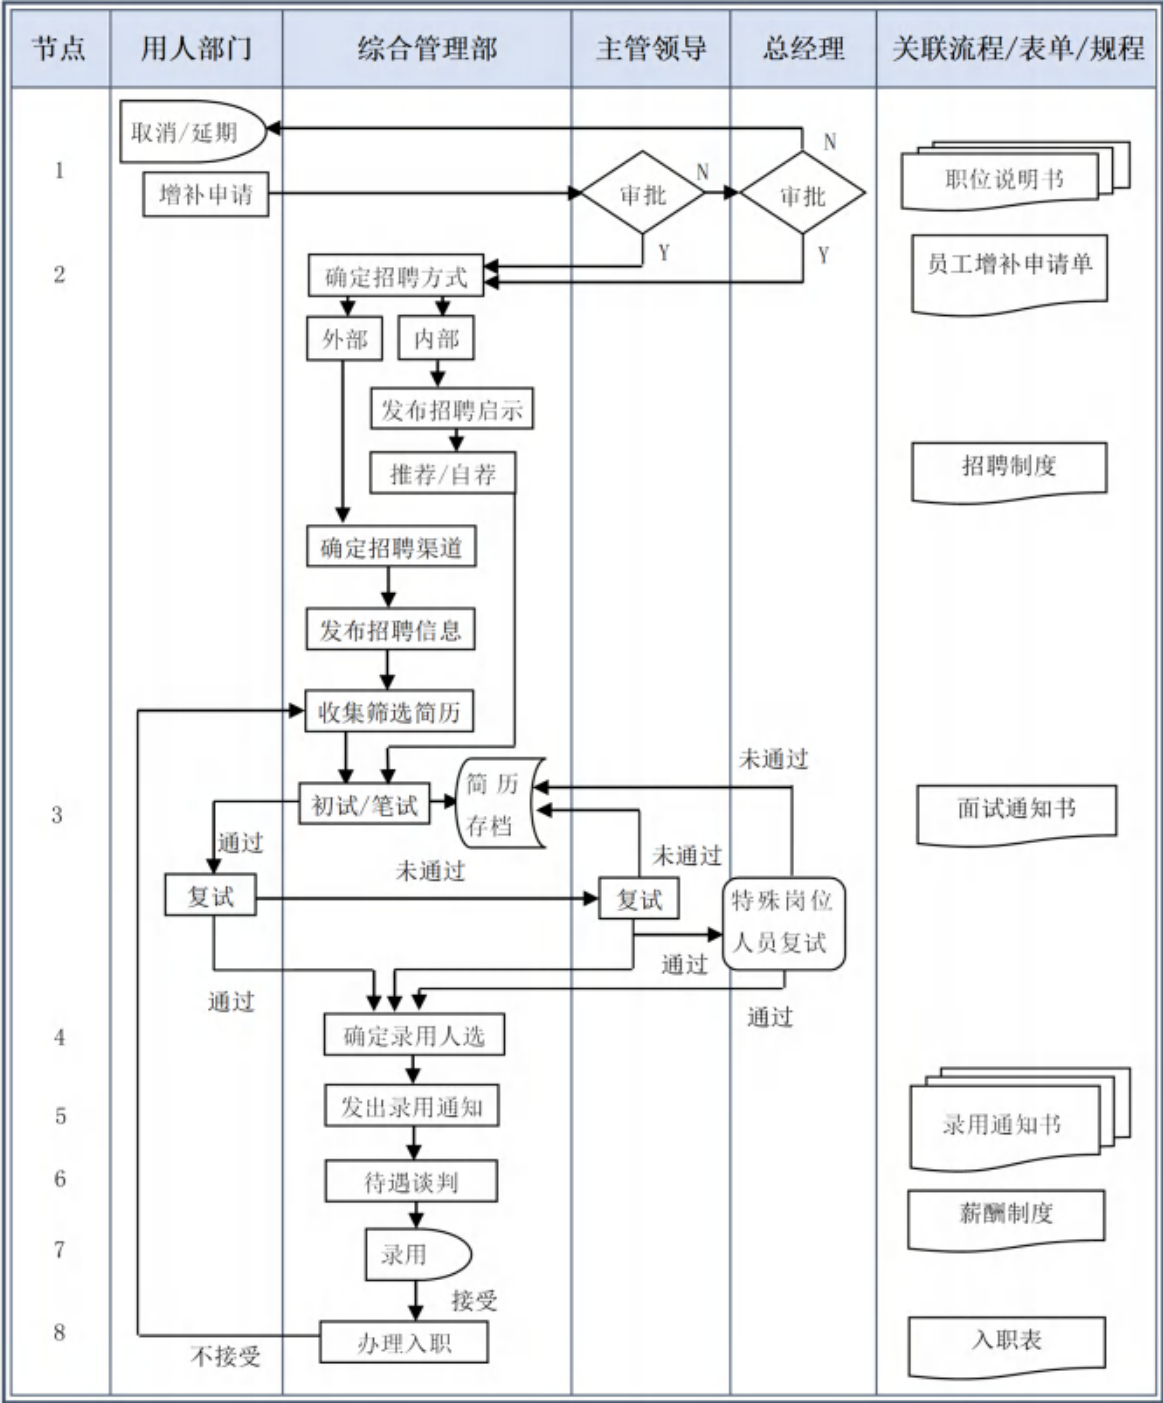 节点
用人部门
综合管理部
主管领导
总经理
关联流程/表单/规程
取消/延期
N
1
增补申请
审批
N
审批
职位说明书
Y
Y
2
确定招聘方式
员工增补申请单
外部
内部
发布招聘启示
推荐/自荐
招聘制度
确定招聘渠道
发布招聘信息
收集筛选简历
未通过
3
初试/笔试
简 历
存档
面试通知书
通过
未通过
未通过
复试
复试
特殊岗位
人员复试
通过
通过
通过
4
确定录用人选
5
发出录用通知
录用通知书
6
待遇谈判
薪酬制度
7
录用
接受
8
办理入职
不接受
入职表